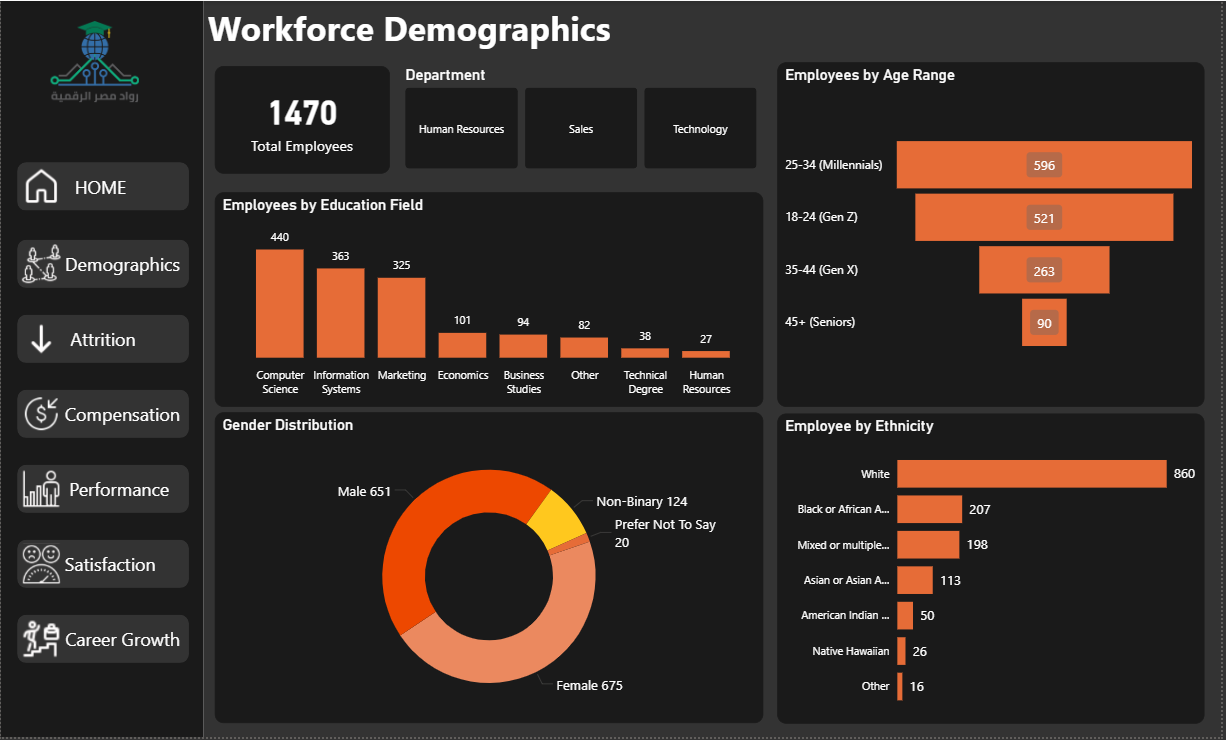 رواد مصر الرقمية
HOME
Demographics
Attrition
Compensation
Performance
Satisfaction
Career Growth
Workforce Demographics
1470
Total Employees
Department
Human Resources
Sales
Technology
Employees by Education Field
440
363
325
101
94
82
38
27
Computer Science
Information Systems
Marketing
Economics
Business Studies
Other
Technical Degree
Human Resources
Gender Distribution
Male 651
Non-Binary 124
Prefer Not To Say
20
Female 675
Employees by Age Range
25-34 (Millennials) 596
18-24 (Gen Z) 521
35-44 (Gen X) 263
45+ (Seniors) 90
Employee by Ethnicity
White 860
Black or African A... 207
Mixed or multiple... 198
Asian or Asian A... 113
American Indian ... 50
Native Hawaiian 26
Other 16